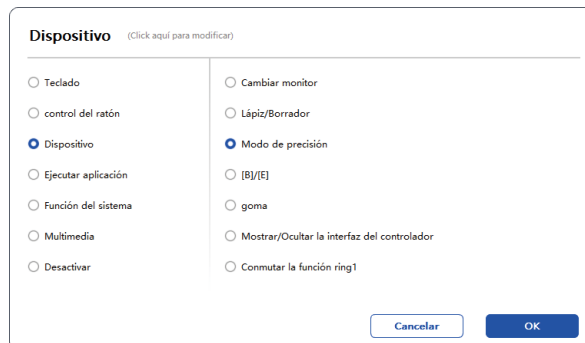 Dispositivo (Click aquí para modificar)
Teclado
control del ratón
Dispositivo
Ejecutar aplicación
Función del sistema
Multimedia
Desactivar
Cambiar monitor
Lápiz/Borrador
Modo de precisión
[B]/[E]
goma
Mostrar/Ocultar la interfaz del controlador
Conmutar la función ring1
Cancelar
OK